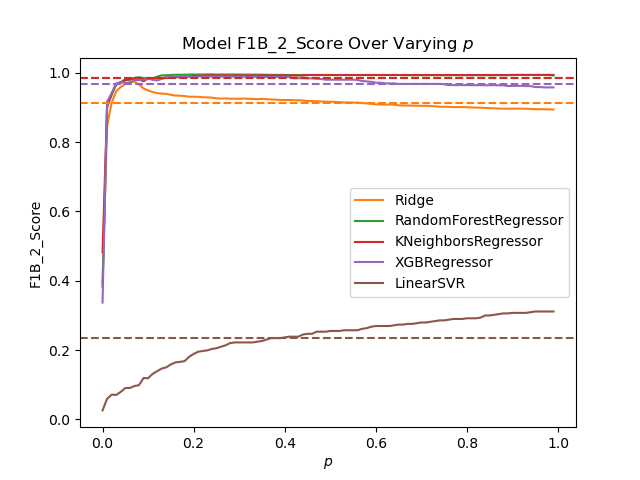 Model F1B_2_Score Over Varying p
F1B_2_Score
1.0
0.8
0.6
0.4
0.2
0.0
Ridge
RandomForestRegressor
KNeighborsRegressor
XGBRegressor
LinearSVR
0.0 0.2 0.4 0.6 0.8 1.0
p